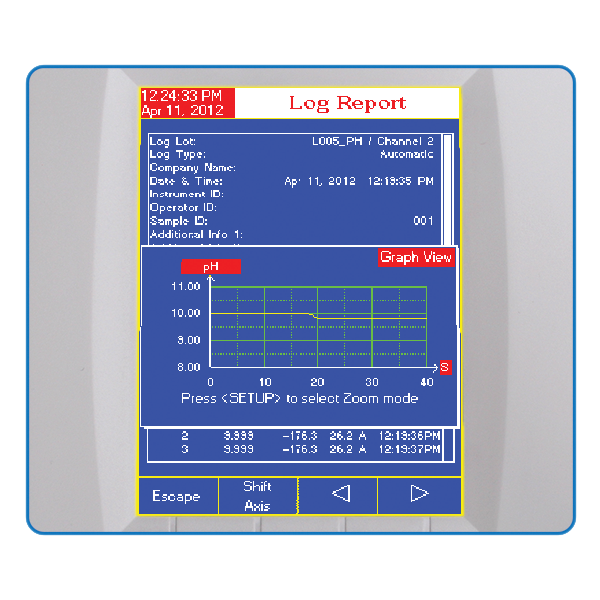 12:24:33 PM
Apr 11, 2012
Log Report
Log Lot: L005_PH / Channel 2
Log Type: Automatic
Company Name:
Date & Time: Apr 11, 2012 12:19:35 PM
Instrument ID:
Operator ID:
Sample ID: 001
Additional Info 1:
Graph View
pH
11.00
10.00
9.00
8.00
S
0 10 20 30 40
Press <SETUP> to select Zoom mode
2 9.999 -176.3 26.2 A 12:19:36PM
3 9.999 -176.3 26.2 A 12:19:37PM
Escape
Shift
Axis